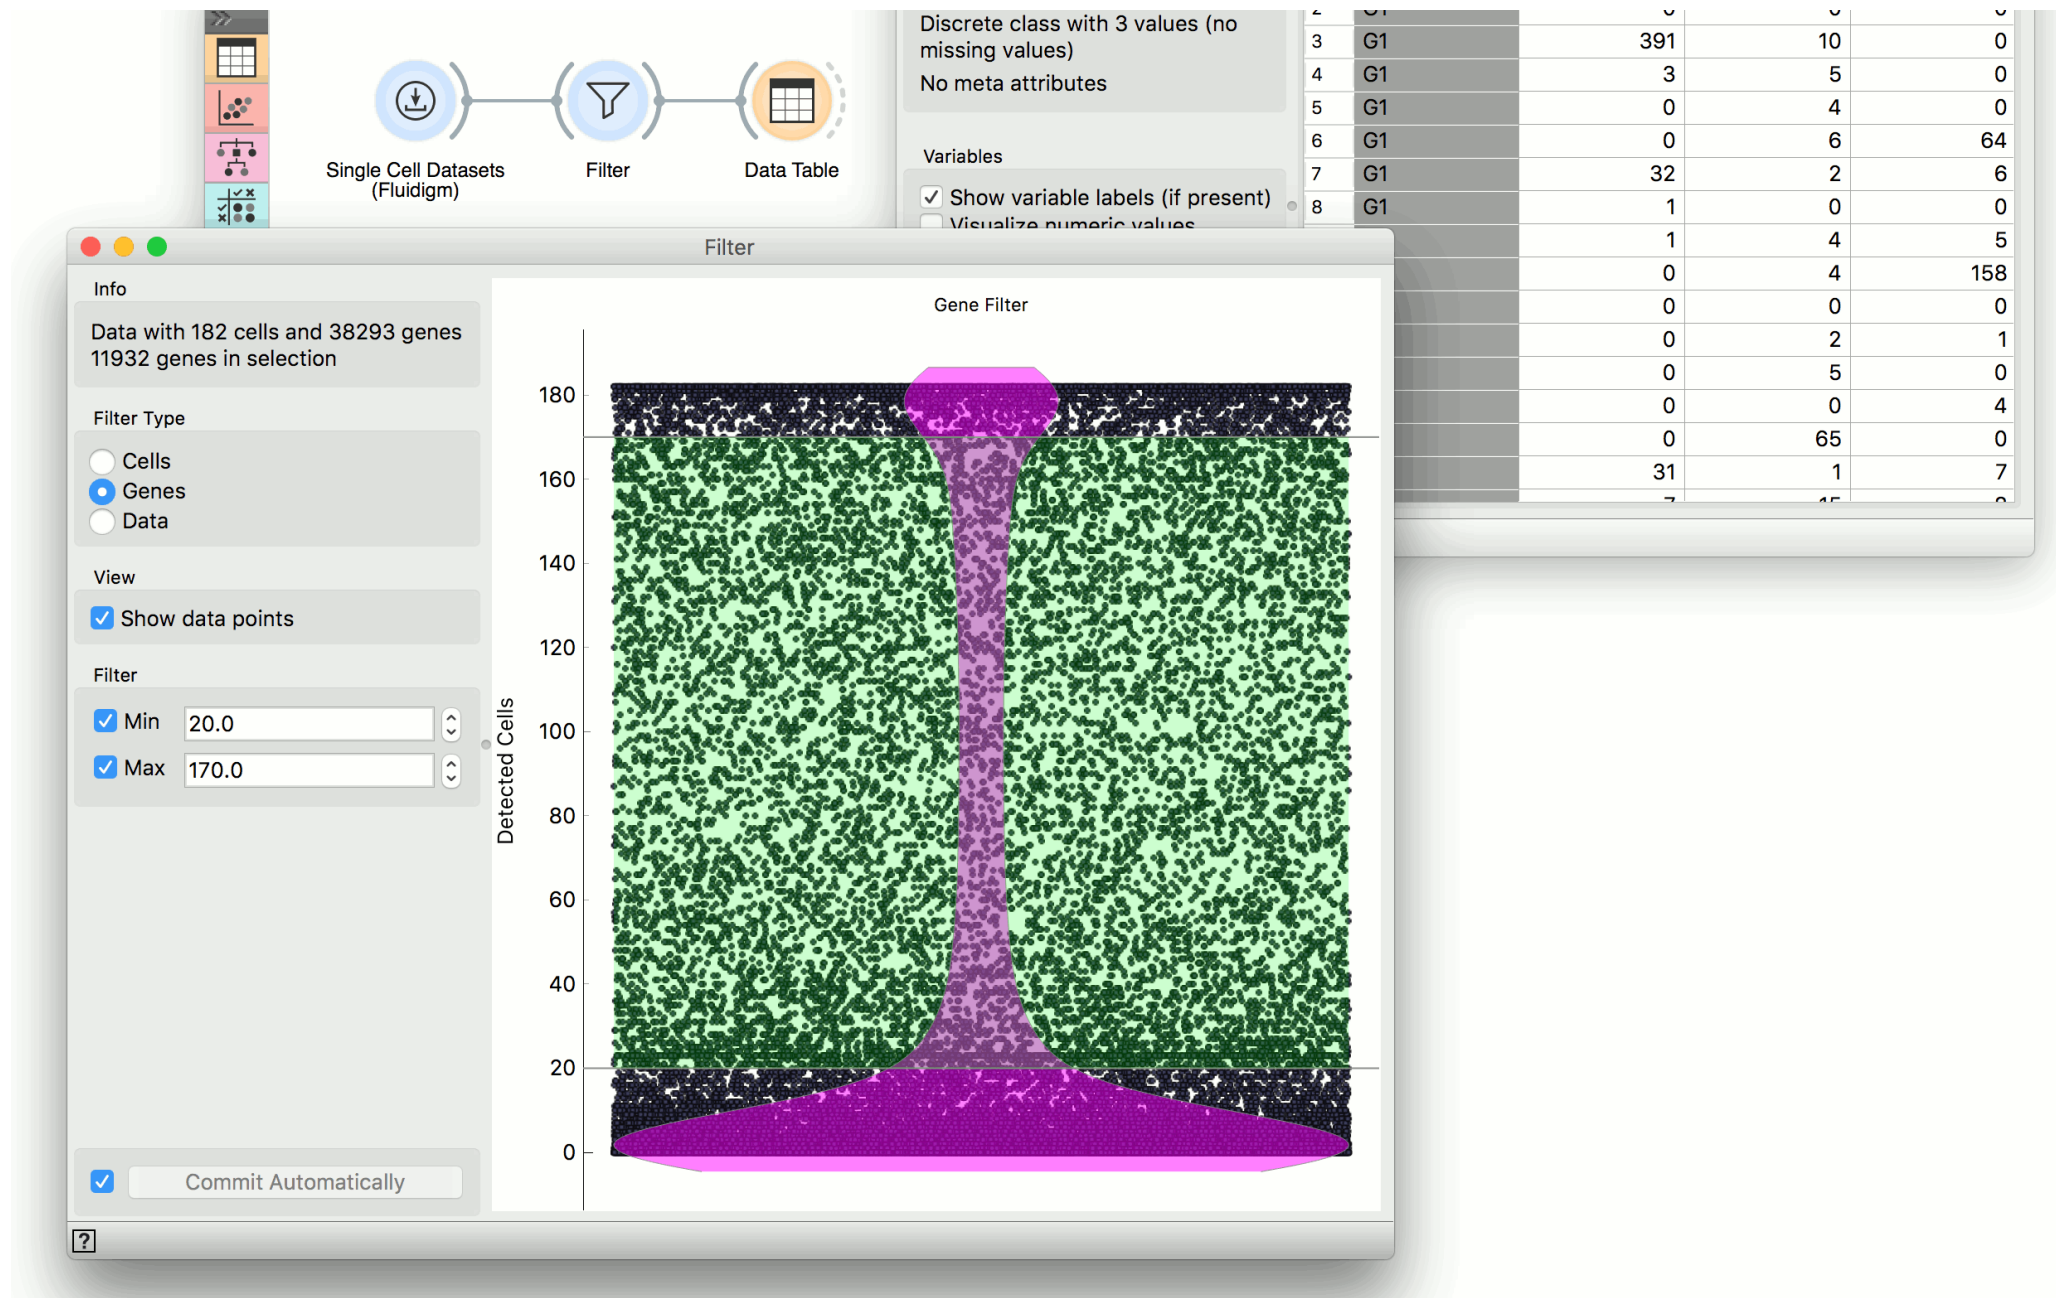 Single Cell Datasets
(Fluidigm)
Filter
Data Table
Discrete class with 3 values (no
missing values)
No meta attributes
Variables
Show variable labels (if present)
Visualize numeric values
3 G1 391 10 0
4 G1 3 5 0
5 G1 0 4 0
6 G1 0 6 64
7 G1 32 2 6
8 G1 1 0 0
1 4 5
0 4 158
0 0 0
0 2 1
0 5 0
0 0 4
0 65 0
31 1 7
Filter
Info
Data with 182 cells and 38293 genes
11932 genes in selection
Filter Type
Cells
Genes
Data
View
Show data points
Filter
Min 20.0
Max 170.0
Commit Automatically
?
Gene Filter
Detected Cells
180
160
140
120
100
80
60
40
20
0